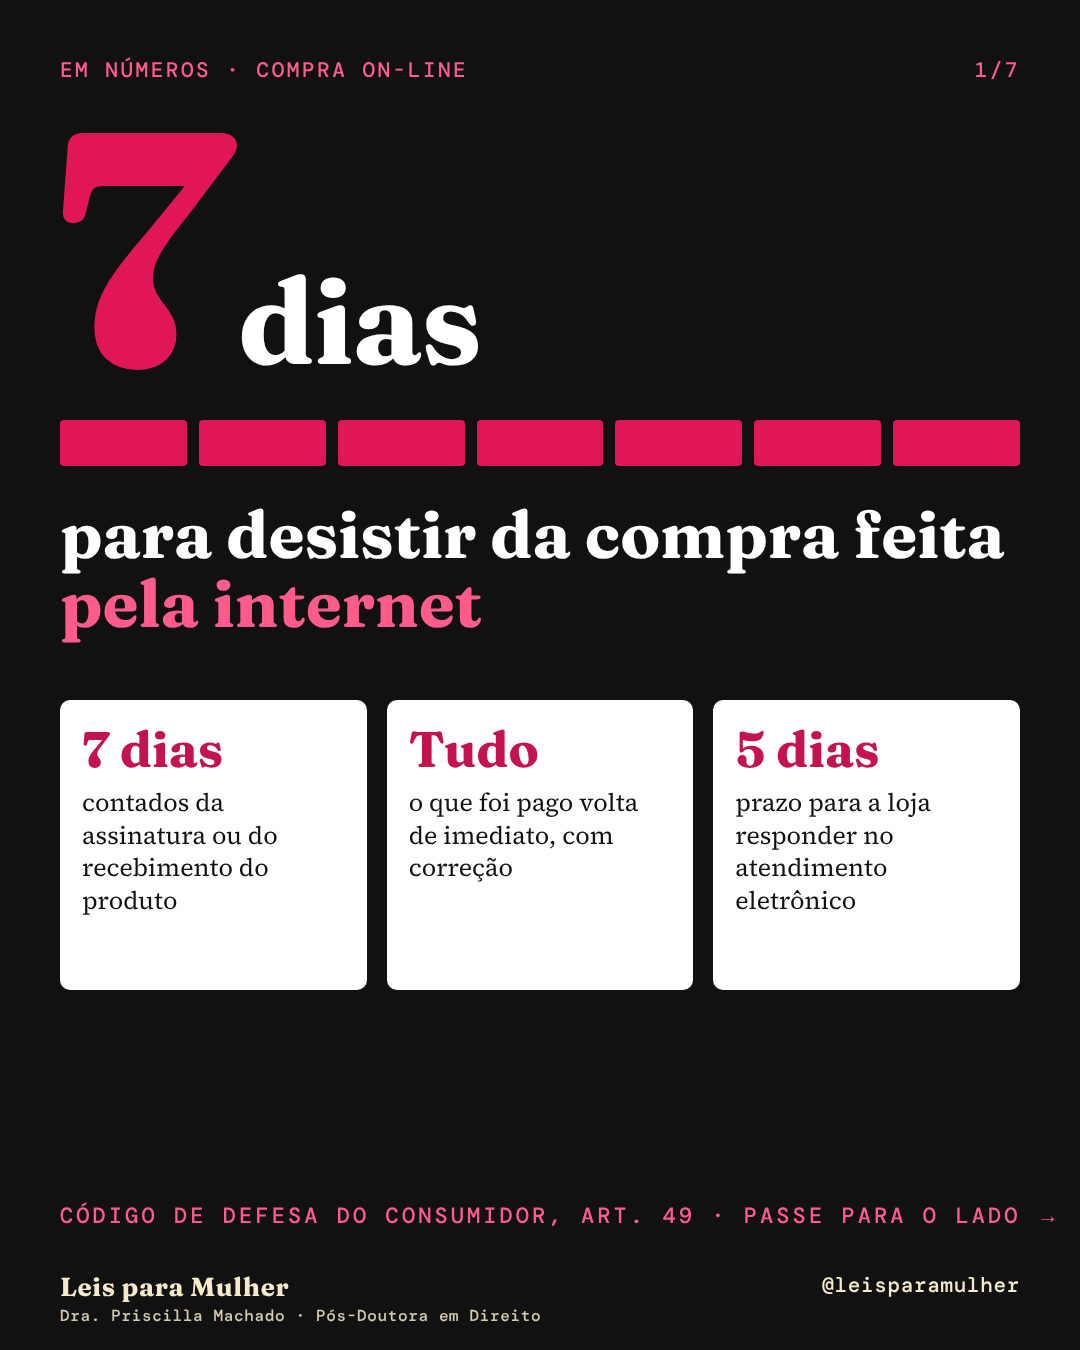 EM NÚMEROS · COMPRA ON-LINE
1/7
7 dias
para desistir da compra feita
pela internet
7 dias
contados da
assinatura ou do
recebimento do
produto
Tudo
o que foi pago volta
de imediato, com
correção
5 dias
prazo para a loja
responder no
atendimento
eletrônico
CÓDIGO DE DEFESA DO CONSUMIDOR, ART. 49 · PASSE PARA O LADO →
Leis para Mulher
@leisparamulher
Dra. Priscilla Machado · Pós-Doutora em Direito